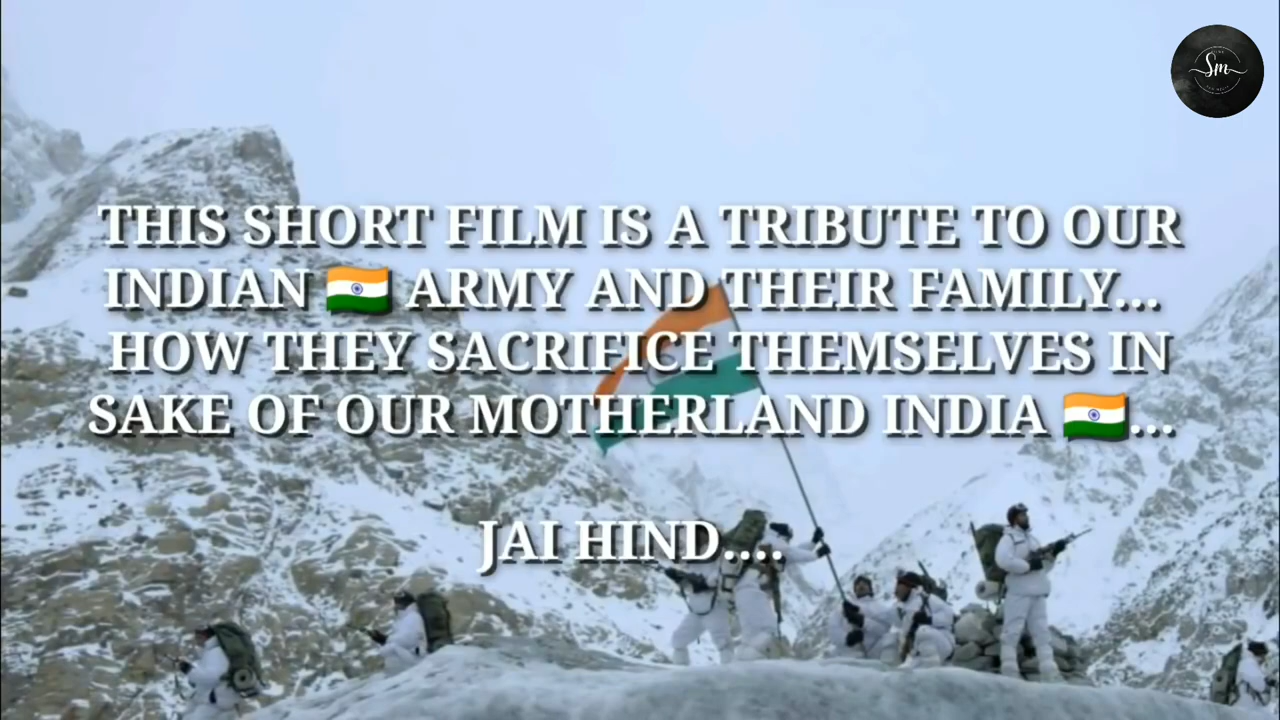 Sm
THIS SHORT FILM IS A TRIBUTE TO OUR
INDIAN 🇮🇳 ARMY AND THEIR FAMILY...
HOW THEY SACRIFICE THEMSELVES IN
SAKE OF OUR MOTHERLAND INDIA 🇮🇳...
JAI HIND....